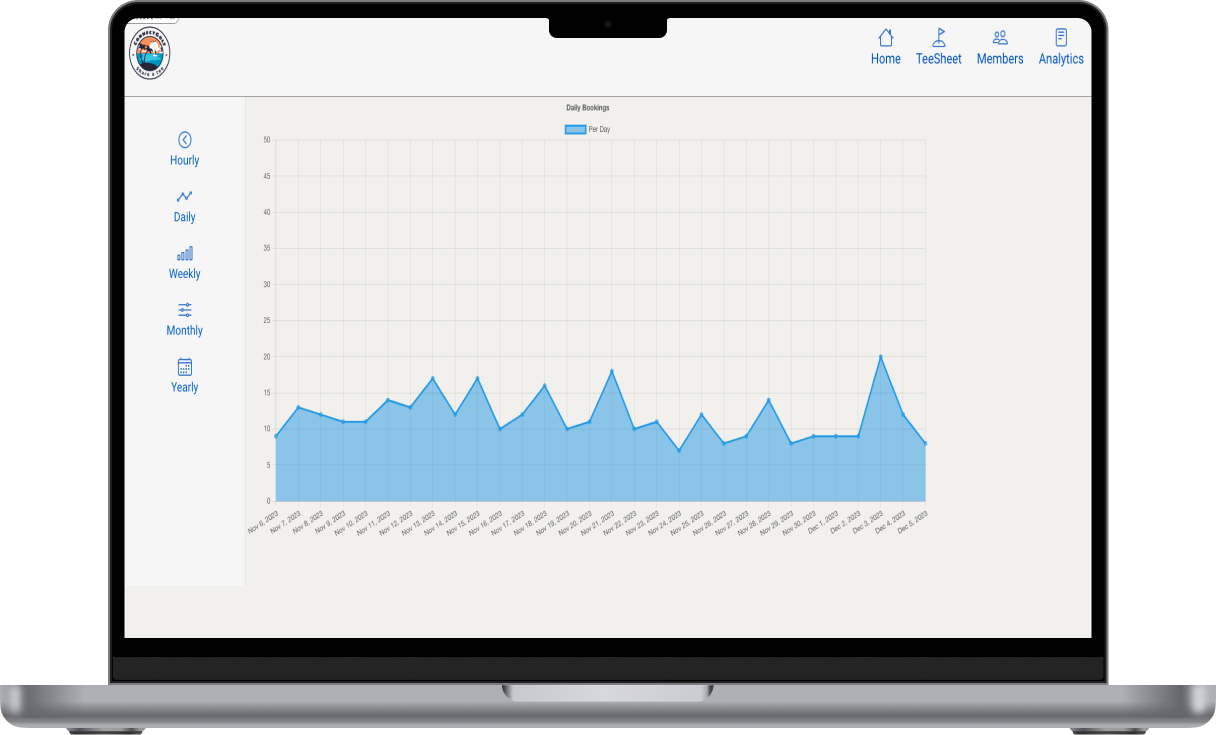 CONNECTGOLF
Home
TeeSheet
Members
Analytics
Hourly
Daily
Weekly
Monthly
Yearly
Daily Bookings
Per Day
50
45
40
35
30
25
20
15
10
5
0
Nov 6, 2023
Nov 7, 2023
Nov 8, 2023
Nov 9, 2023
Nov 10, 2023
Nov 11, 2023
Nov 12, 2023
Nov 13, 2023
Nov 14, 2023
Nov 15, 2023
Nov 16, 2023
Nov 17, 2023
Nov 18, 2023
Nov 19, 2023
Nov 20, 2023
Nov 21, 2023
Nov 22, 2023
Nov 23, 2023
Nov 24, 2023
Nov 25, 2023
Nov 26, 2023
Nov 27, 2023
Nov 28, 2023
Nov 29, 2023
Nov 30, 2023
Dec 1, 2023
Dec 2, 2023
Dec 3, 2023
Dec 4, 2023
Dec 5, 2023